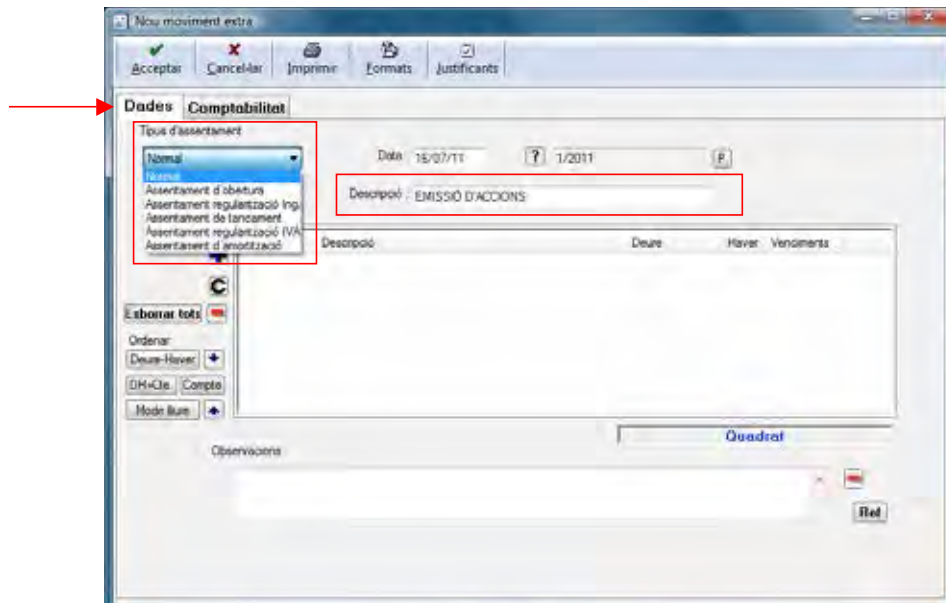 Nou moviment extra
Acceptar Cancel·lar Imprimir Formats Justificants
Dades Comptabilitat
Tipus d'assentament
Normal Data 16/07/11 ? 1/2011 P
Normal
Assentament d'obertura
Descripció EMISSIÓ D'ACCIONS
Assentament regularització Ing.
Assentament de tancament
Assentament regularització IVA
Assentament d'amortització
Descripció Deure Haver Venciments
C
Esborrar tots
Ordenar
Deure-Haver
DH+Cte. Compte
Mode lliure
Quadrat
Observacions
Ref